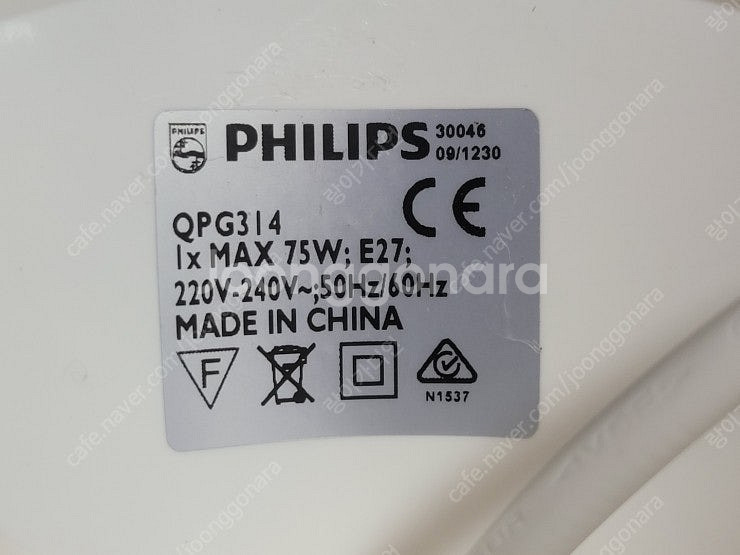 PHILIPS
PHILIPS
30046
09/1230
QPG314
CE
1x MAX 75W; E27;
220V-240V~;50Hz/60Hz
MADE IN CHINA
F
N1537
joonggonara
cafe.naver.com/joonggonara